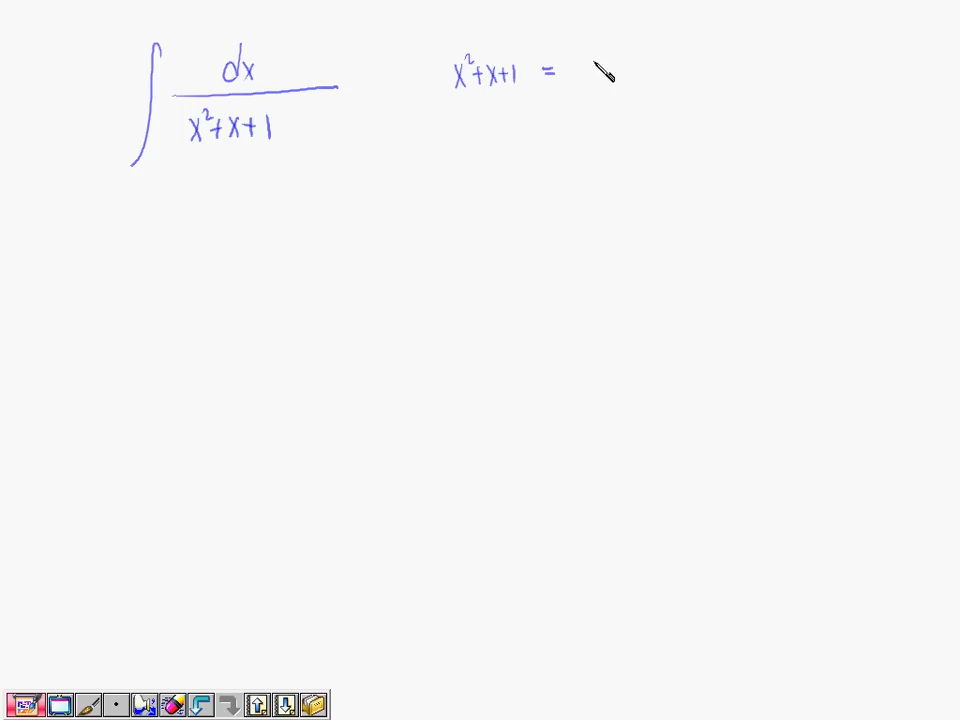 ∫ dx / x²+x+1
x²+x+1 =